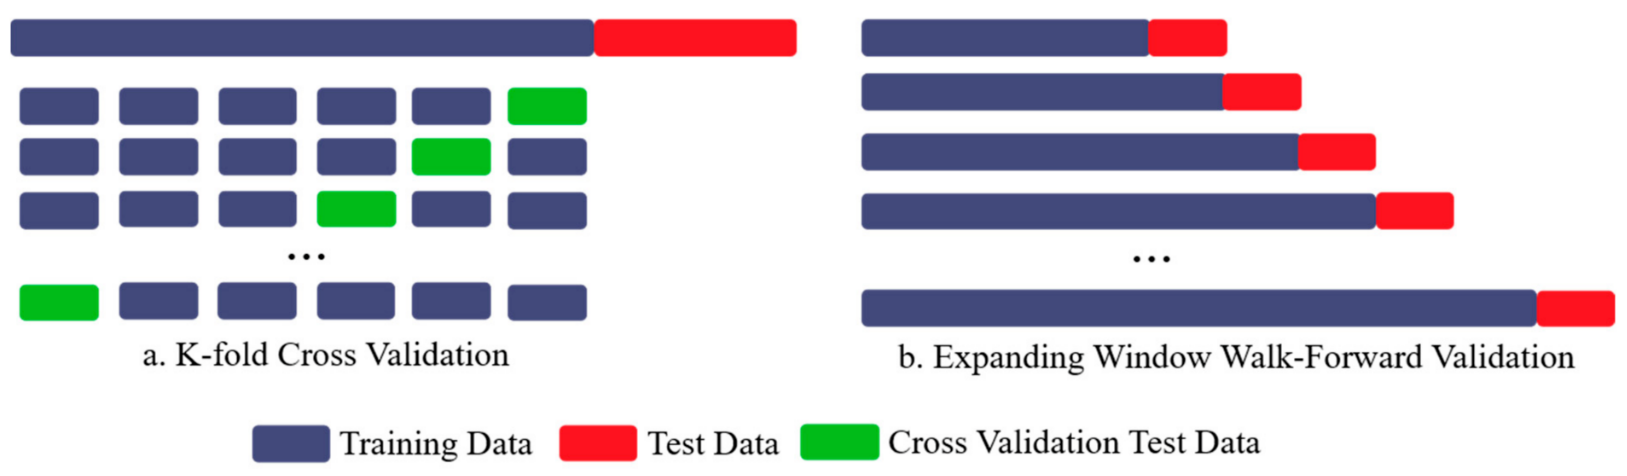 ...
...
a. K-fold Cross Validation
b. Expanding Window Walk-Forward Validation
Training Data
Test Data
Cross Validation Test Data